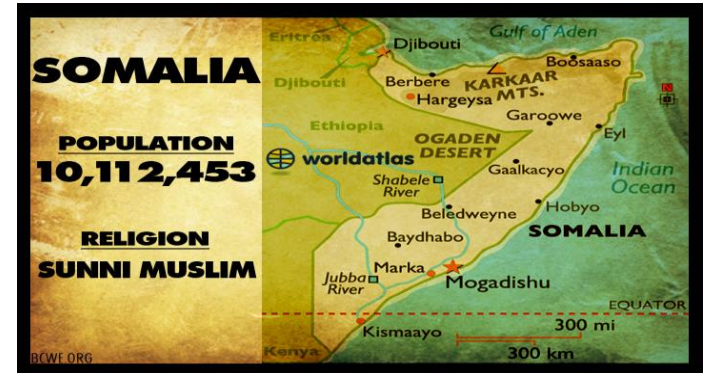 SOMALIA
POPULATION
10,112,453
RELIGION
SUNNI MUSLIM
BCWF.ORG
Eritrea
Djibouti
Gulf of Aden
Djibouti
Berbere
Boosaaso
KARKAAR
MTS.
Hargeysa
Garoowe
Ethiopia
OGADEN
DESERT
Eyl
worldatlas
Gaalkacyo
Indian
Ocean
Shabele
River
Beledweyne
Hobyo
SOMALIA
Baydhabo
Marka
Mogadishu
Jubba
River
EQUATOR
Kismaayo
300 mi
300 km
Kenya